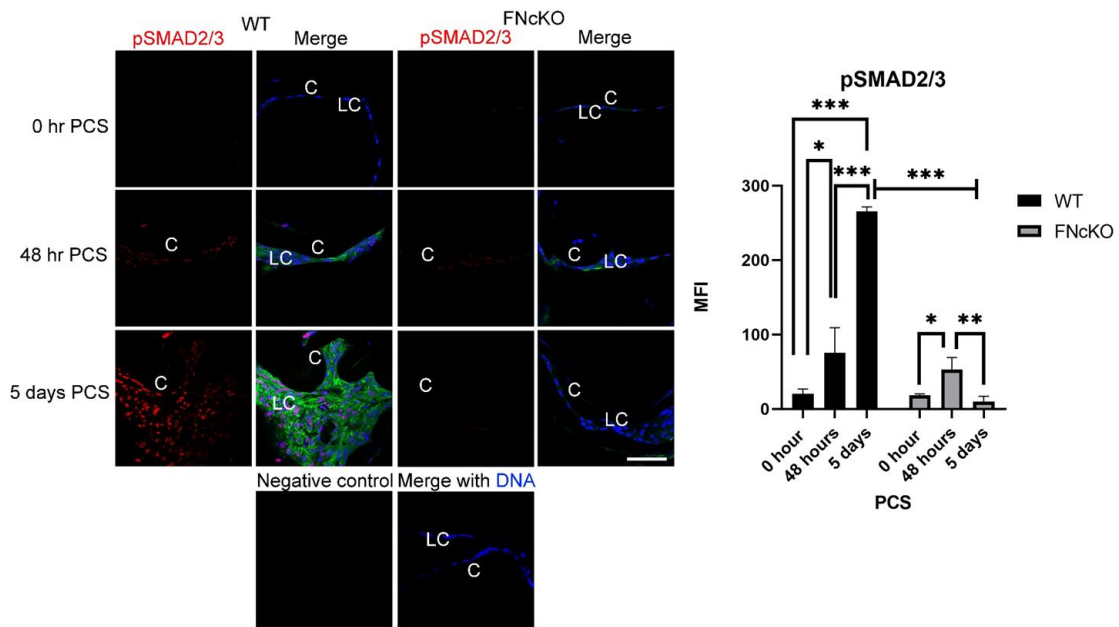 WT
FNcKO
pSMAD2/3
Merge
pSMAD2/3
Merge
0 hr PCS
C
LC
C
LC
48 hr PCS
C
C
LC
C
C
LC
5 days PCS
C
C
LC
C
C
LC
Negative control Merge with DNA
LC
C
pSMAD2/3
***
*
***
***
*
**
MFI
300
200
100
0
0 hour
48 hours
5 days
0 hour
48 hours
5 days
PCS
WT
FNcKO